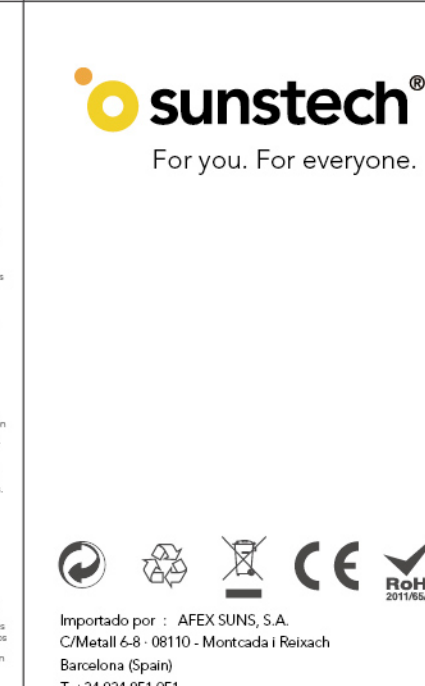 sunstech®
For you. For everyone.
CE
2011/65/
Importado por : AFEX SUNS, S.A.
C/Metall 6-8 · 08110 - Montcada i Reixach
Barcelona (Spain)